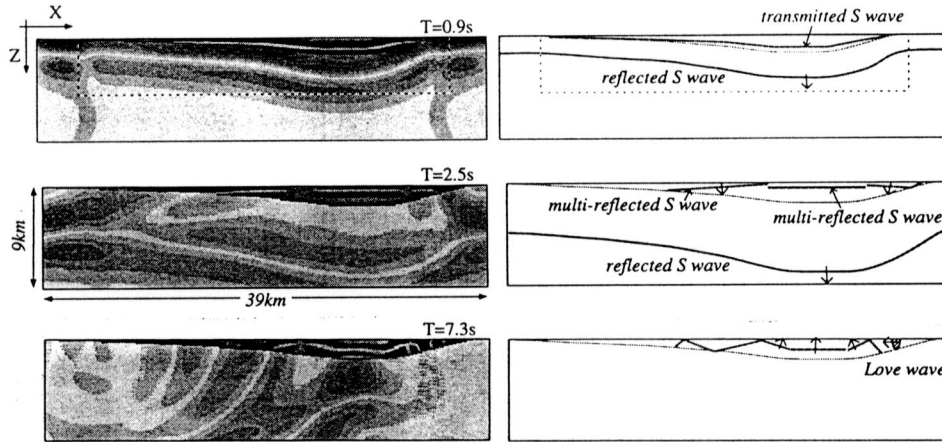 X
Z
T=0.9s
transmitted S wave
reflected S wave
T=2.5s
9km
39km
multi-reflected S wave
multi-reflected S wave
reflected S wave
T=7.3s
Love wave